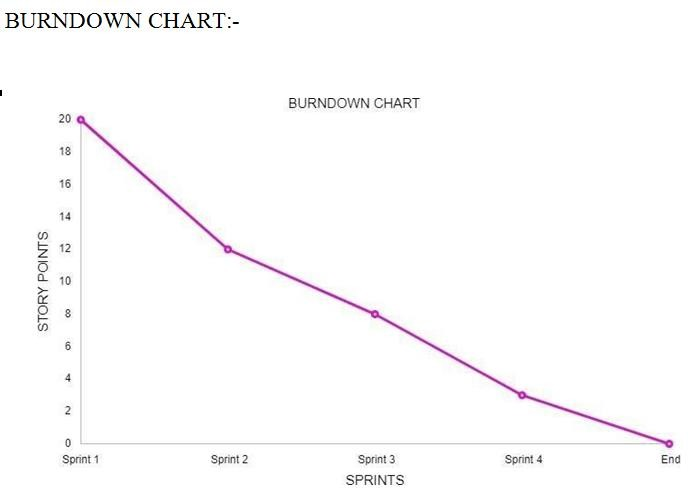 BURNDOWN CHART:-
BURNDOWN CHART
20
18
16
14
12
10
8
6
4
2
0
STORY POINTS
Sprint 1 Sprint 2 Sprint 3 Sprint 4 End
SPRINTS